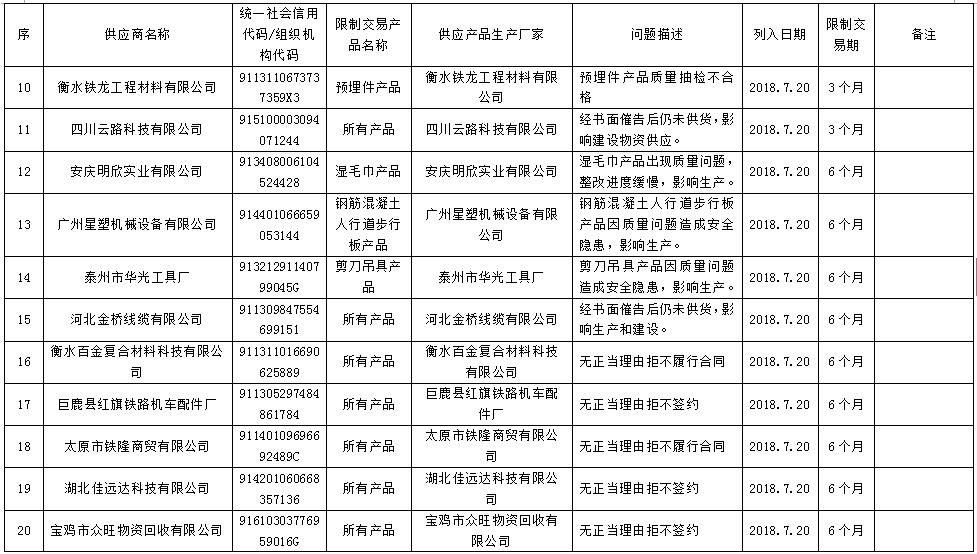 序
供应商名称
统一社会信用
代码/组织机
构代码
限制交易产
品名称
供应产品生产厂家
问题描述
列入日期
限制交
易期
备注
10
衡水铁龙工程材料有限公司
911311067373
7359X3
预埋件产品
衡水铁龙工程材料有限
公司
预埋件产品质量抽检不合
格
2018.7.20
3个月
11
四川云路科技有限公司
915100003094
071244
所有产品
四川云路科技有限公司
经书面催告后仍未供货，影
响建设物资供应。
2018.7.20
3个月
12
安庆明欣实业有限公司
913408006104
524428
湿毛巾产品
安庆明欣实业有限公司
湿毛巾产品出现质量问题，
整改进度缓慢，影响生产。
2018.7.20
6个月
13
广州星塑机械设备有限公司
914401066659
053144
钢筋混凝土
人行道步行
板产品
广州星塑机械设备有限
公司
钢筋混凝土人行道步行板
产品因质量问题造成安全
隐患，影响生产。
2018.7.20
6个月
14
泰州市华光工具厂
913212911407
99045G
剪刀吊具产
品
泰州市华光工具厂
剪刀吊具产品因质量问题
造成安全隐患，影响生产。
2018.7.20
6个月
15
河北金桥线缆有限公司
911309847554
699151
所有产品
河北金桥线缆有限公司
经书面催告后仍未供货，影
响生产和建设。
2018.7.20
6个月
16
衡水百金复合材料科技有限公
司
911311016690
625889
所有产品
衡水百金复合材料科技
有限公司
无正当理由拒不履行合同
2018.7.20
6个月
17
巨鹿县红旗铁路机车配件厂
911305297484
861784
所有产品
巨鹿县红旗铁路机车配
件厂
无正当理由拒不签约
2018.7.20
6个月
18
太原市铁隆商贸有限公司
911401096966
92489C
所有产品
太原市铁隆商贸有限公
司
无正当理由拒不履行合同
2018.7.20
6个月
19
湖北佳远达科技有限公司
914201060668
357136
所有产品
湖北佳远达科技有限公
司
无正当理由拒不签约
2018.7.20
6个月
20
宝鸡市众旺物资回收有限公司
916103037769
59016G
所有产品
宝鸡市众旺物资回收有
限公司
无正当理由拒不签约
2018.7.20
6个月